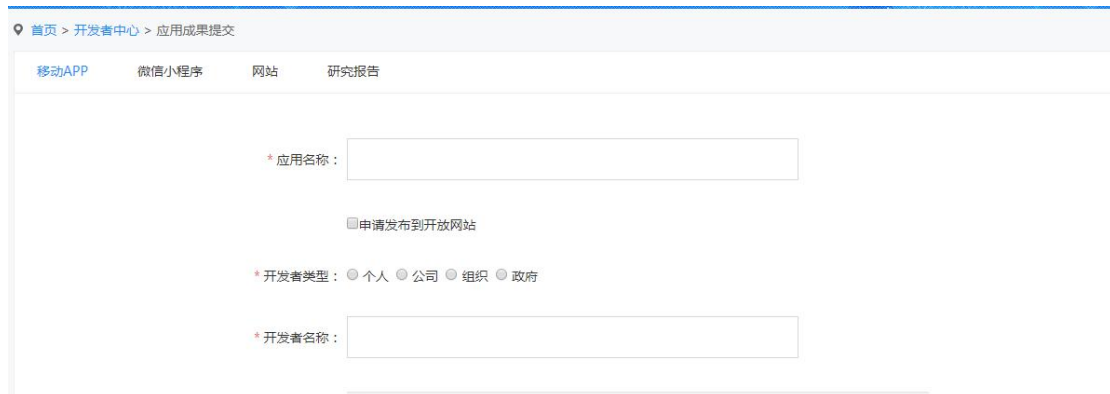 首页 > 开发者中心 > 应用成果提交
移动APP 微信小程序 网站 研究报告
* 应用名称：
申请发布到开放网站
* 开发者类型： 个人 公司 组织 政府
* 开发者名称：